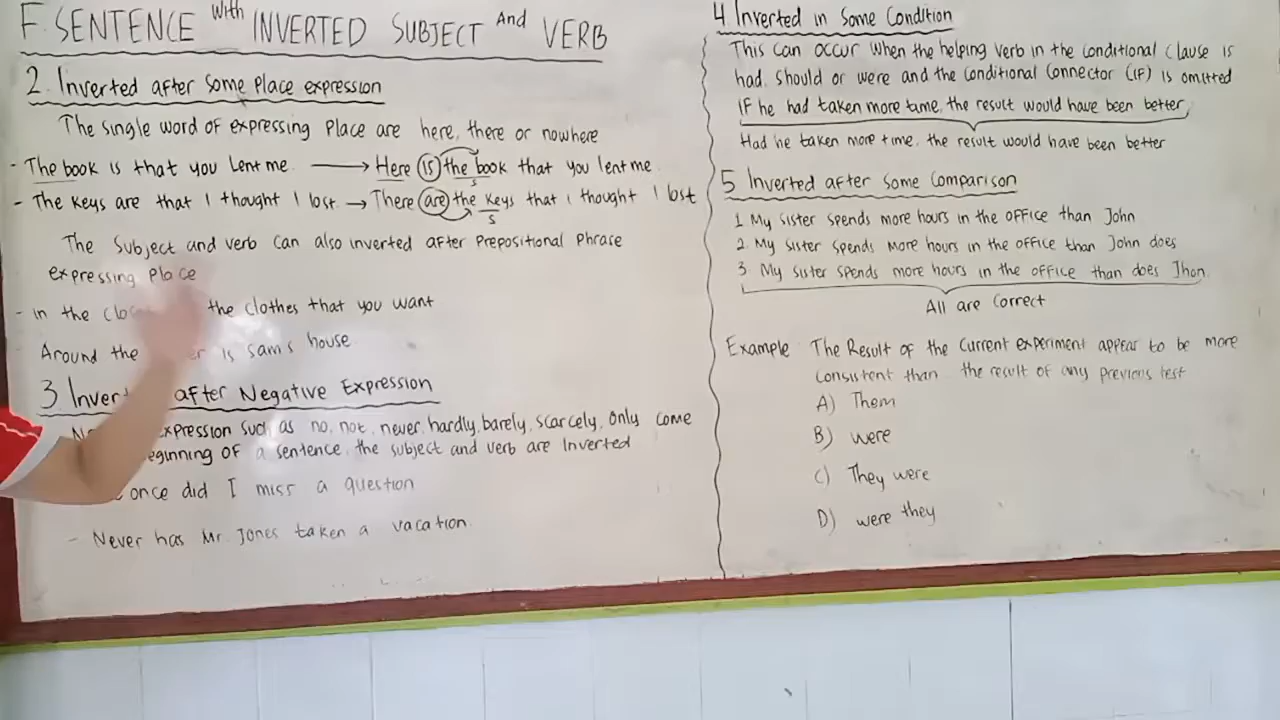 F. SENTENCE With INVERTED SUBJECT And VERB
2. Inverted after Some Place expression
The single word of expressing Place are here, there or nowhere
- The book is that you Lent me. → Here is the book that you lent me.
S
- The keys are that I thought I lost → There are the keys that I thought I lost
S
The Subject and verb can also inverted after Prepositional Phrase
expressing Place
- in the the clothes that you want
Around the is sam's house
3 after Negative Expression
such as no, not, never, hardly, barely, scarcely, only come
of a sentence, the subject and verb are Inverted
once did I miss a question
- Never has Mr. Jones taken a vacation.
4 Inverted in Some Condition
This can occur when the helping verb in the conditional clause is
had, should or were and the conditional connector (IF) is omitted
IF he had taken more time, the result would have been better
Had he taken more time, the result would have been better
5 Inverted after Some Comparison
1 My sister spends more hours in the office than John
2. My Sister spends more hours in the office than John does
3. My sister spends more hours in the office than does Jhon
All are correct
Example The Result of the current experiment appear to be more
consistent than the result of any previous test
A) Them
B) were
C) They were
D) were they